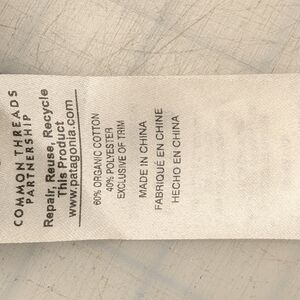 COMMON THREADS
PARTNERSHIP
Repair, Reuse, Recycle
This Product
www.patagonia.com
60% ORGANIC COTTON
40% POLYESTER
EXCLUSIVE OF TRIM
MADE IN CHINA
FABRIQUÉ EN CHINE
HECHO EN CHINA